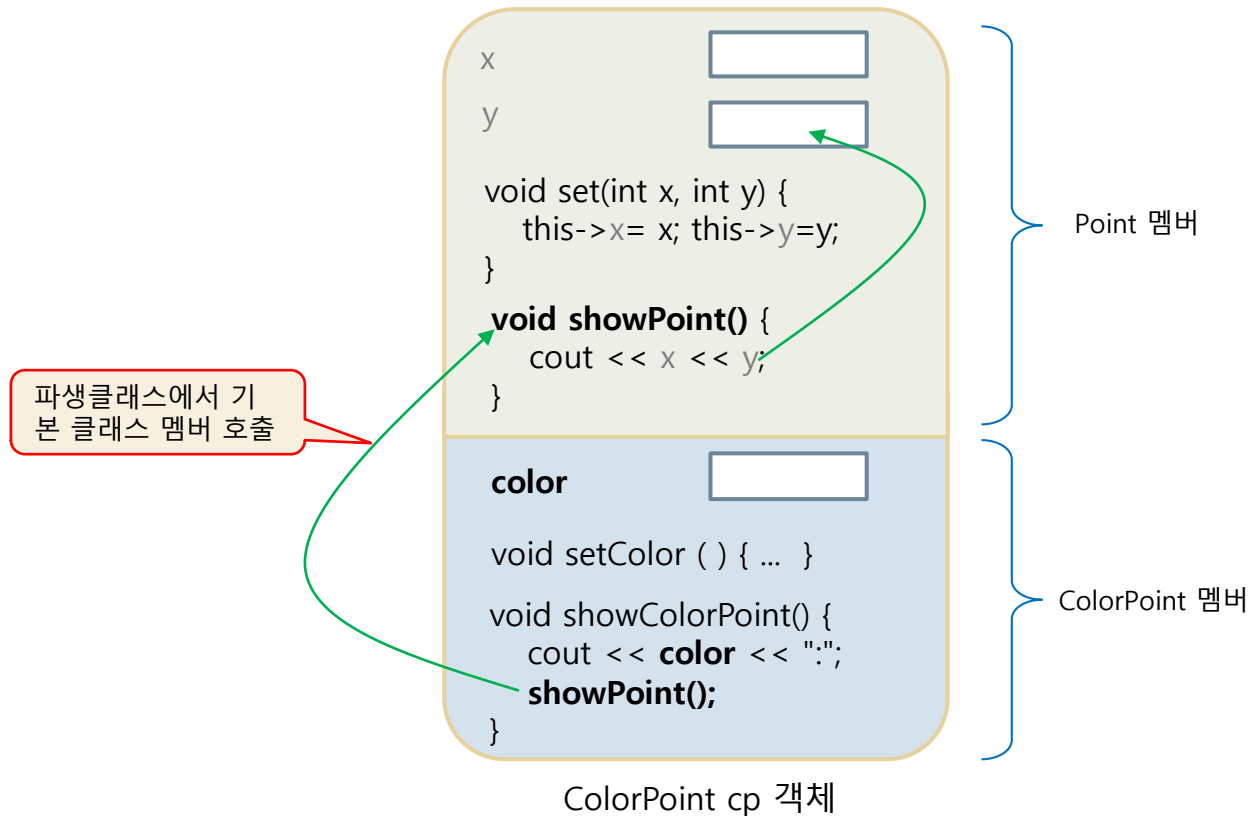 x
y
void set(int x, int y) {
this->x= x; this->y=y;
}
void showPoint() {
cout << x << y;
}
Point 멤버
파생클래스에서 기
본 클래스 멤버 호출
color
void setColor ( ) { ... }
void showColorPoint() {
cout << color << ":";
showPoint();
}
ColorPoint 멤버
ColorPoint cp 객체